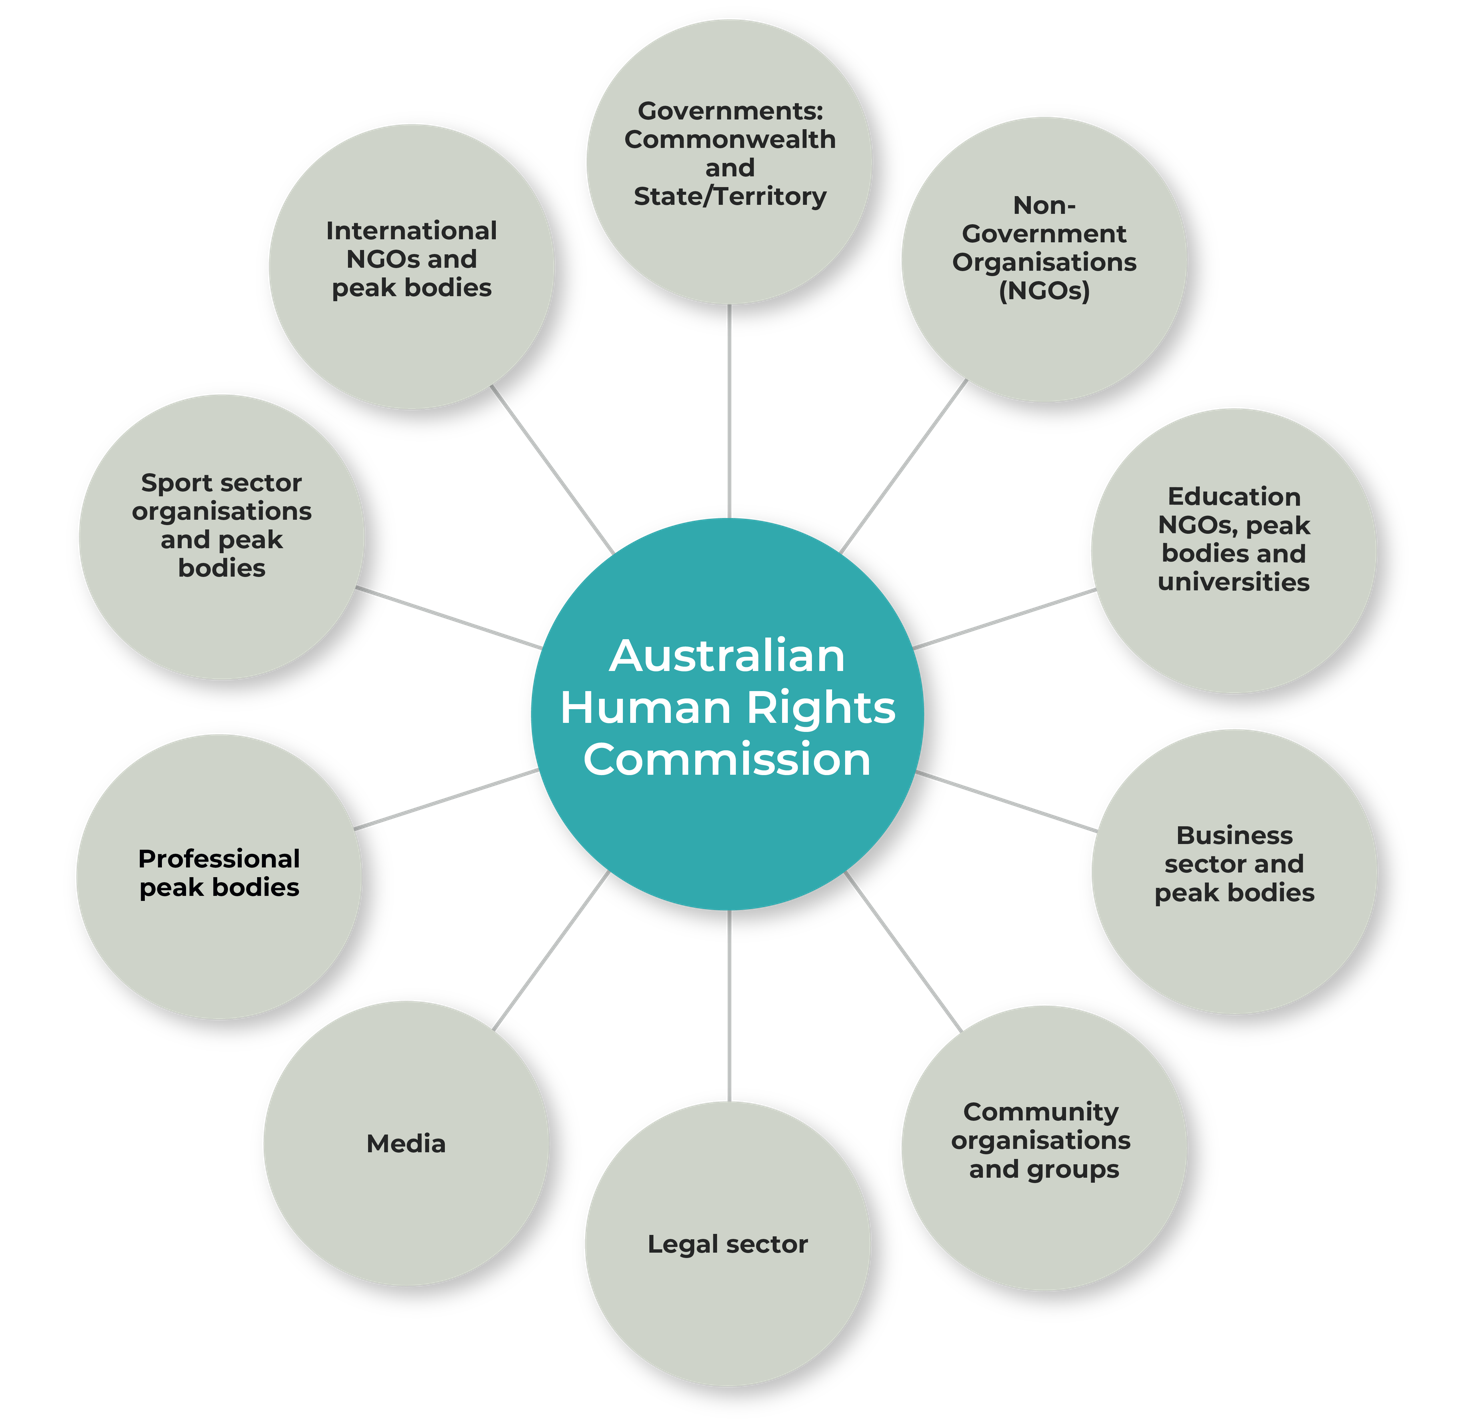 Governments:
Commonwealth
and
State/Territory
Non-
Government
Organisations
(NGOs)
Education
NGOs, peak
bodies and
universities
Business
sector and
peak bodies
Community
organisations
and groups
Legal sector
Media
Professional
peak bodies
Sport sector
organisations
and peak
bodies
International
NGOs and
peak bodies
Australian
Human Rights
Commission